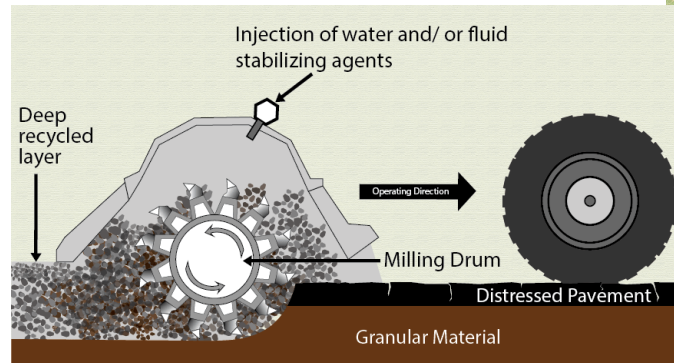 Injection of water and/ or fluid
stabilizing agents
Deep
recycled
layer
Operating Direction
Milling Drum
Distressed Pavement
Granular Material